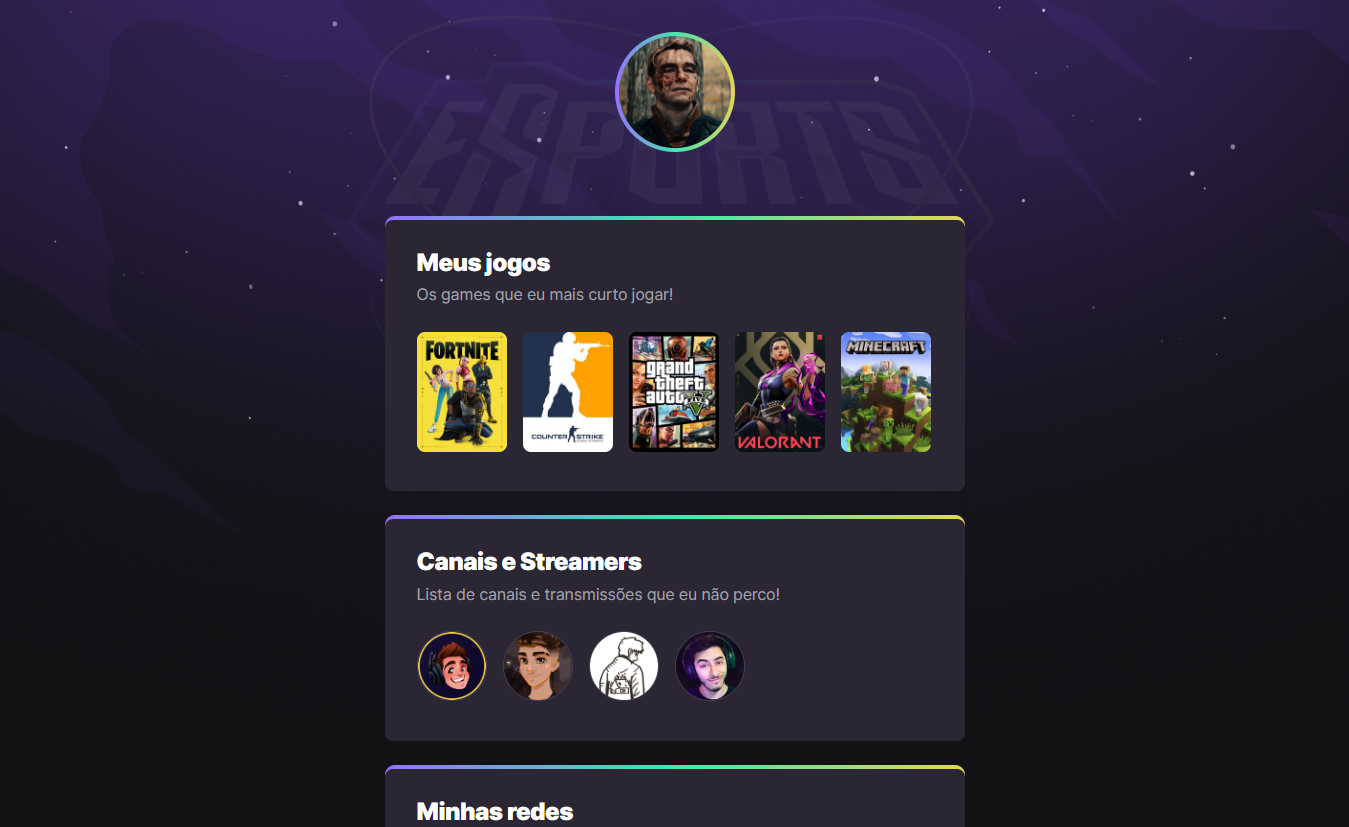 ESPORTS
Meus jogos
Os games que eu mais curto jogar!
FORTNITE
COUNTER STRIKE
grand
theft
auto
FIVE
VALORANT
MINECRAFT
Canais e Streamers
Lista de canais e transmissões que eu não perco!
Minhas redes